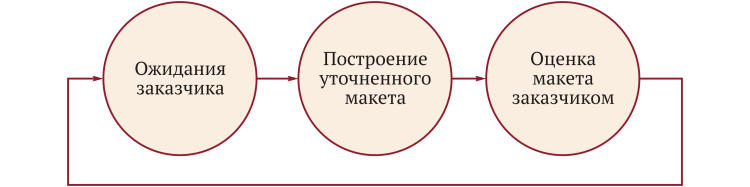 Ожидания
заказчика
Построение
уточненного
макета
Оценка
макета
заказчиком